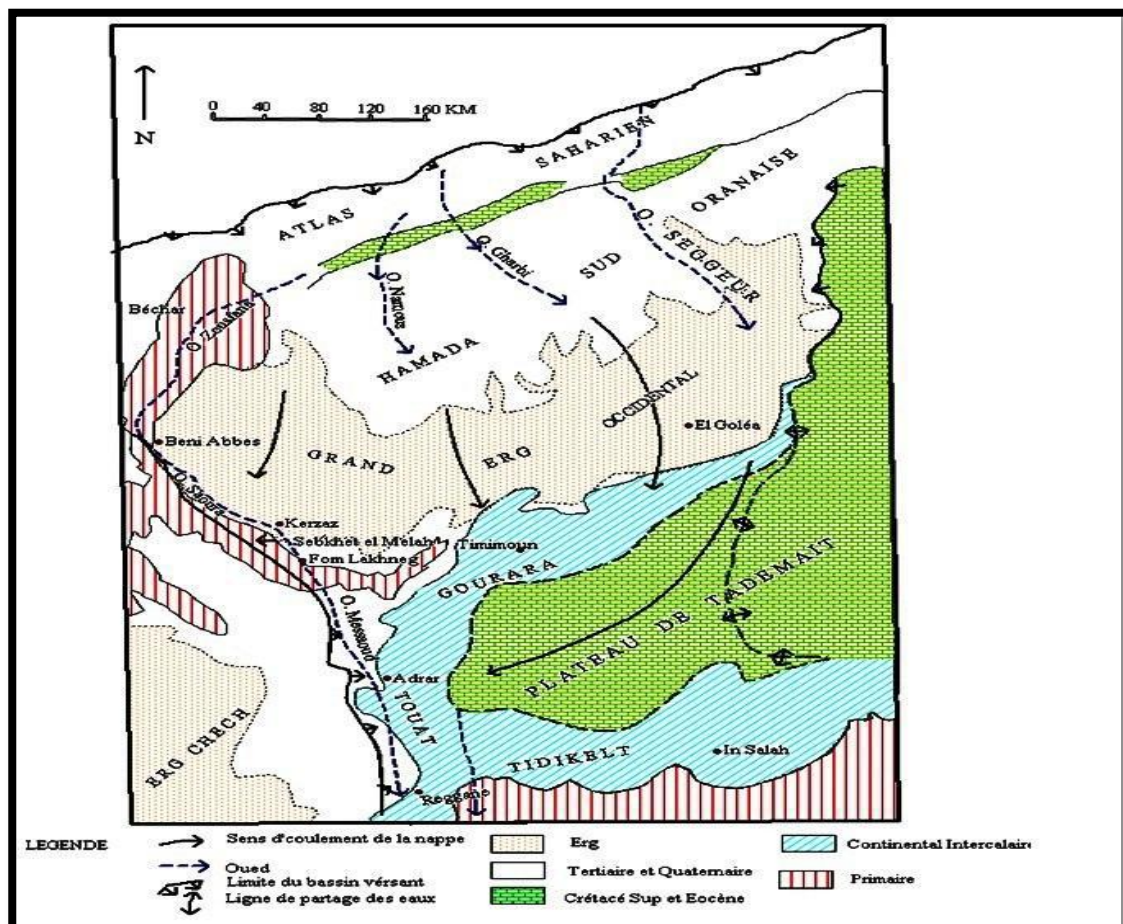 N
0 40 80 120 160 KM
ATLAS SAHARIEN
SUD ORANAISE
O. SEGGEUR
O. Gharbi
O. Namous
Béchar
O. Zousfana
HAMADA
GRAND ERG OCCIDENTAL
El Goléa
Beni Abbes
O. Saoura
Kerzaz
Sebkhet el Melah
Timimoun
Fom Lakhneg
GOURARA
O. Messaoud
PLATEAU DE TADEMAIT
Adrar
TOUAT
ERG CHECH
TIDIKELT
In Salah
Reggane
LEGENDE
Sens d'coulement de la nappe
Oued
Limite du bassin vérsant
Ligne de partage des eaux
Erg
Tertiaire et Quaternaire
Crétacé Sup et Eocène
Continental Intercalaire
Primaire